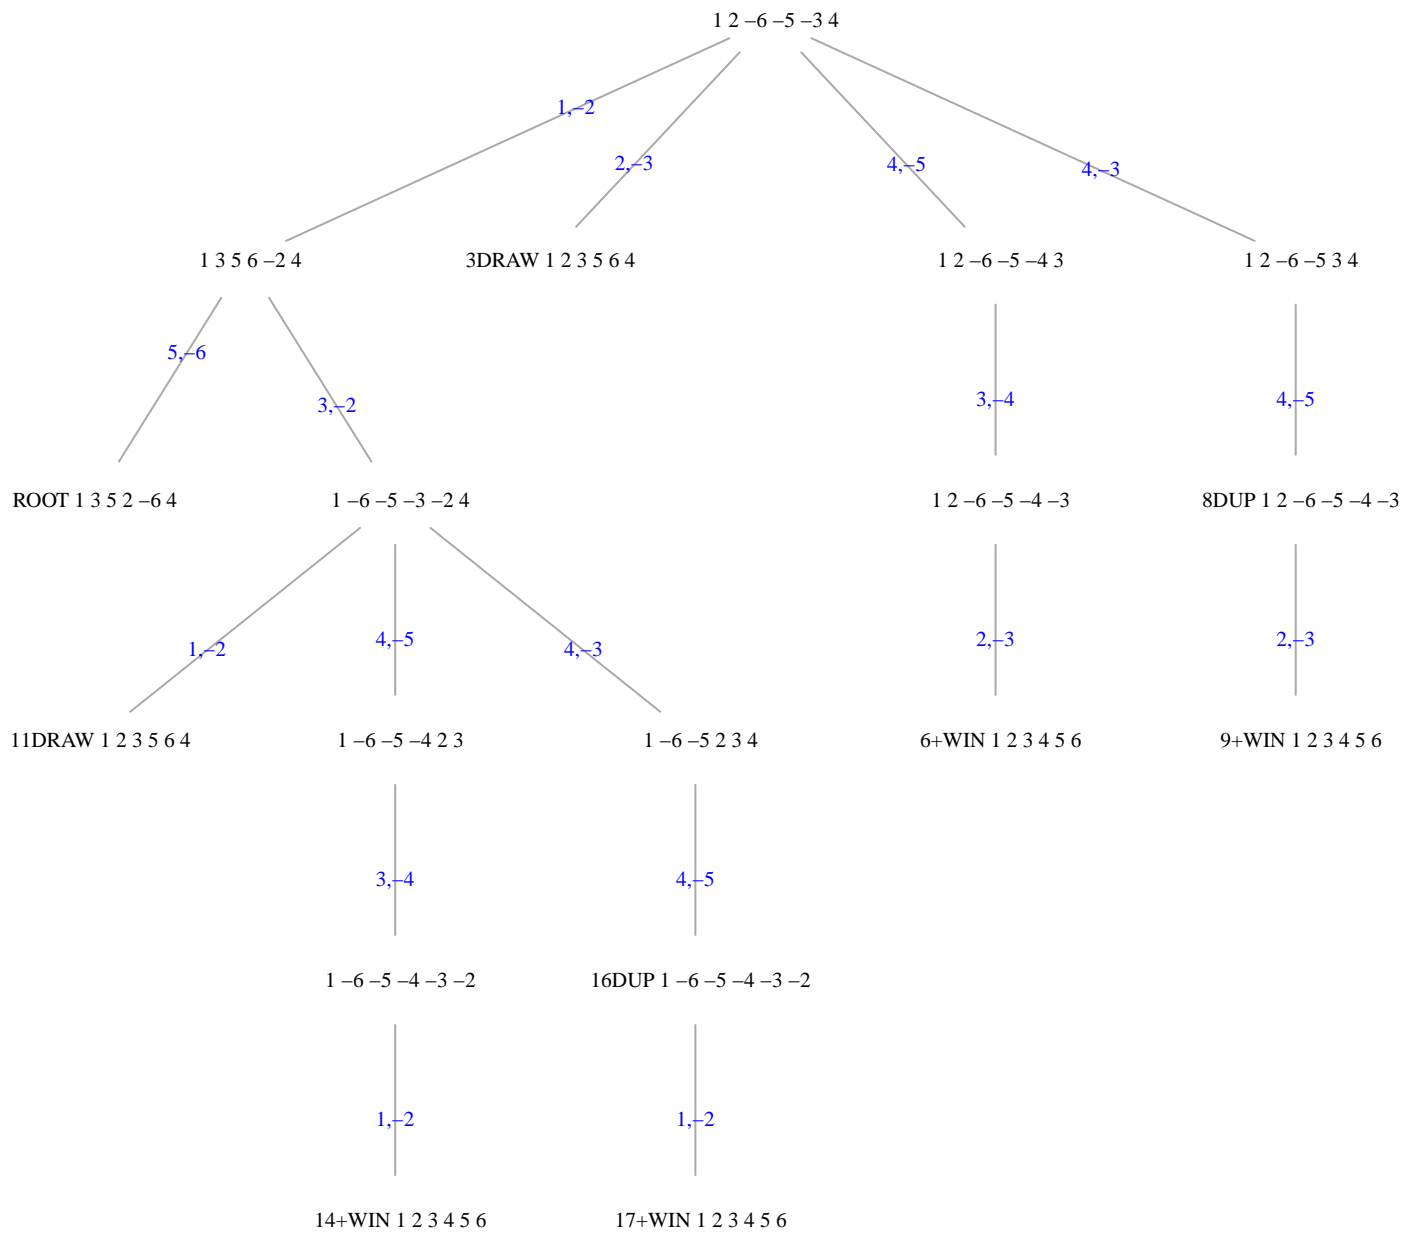 1 2 –6 –5 –3 4
1,–2
2,–3
4,–5
4,–3
1 3 5 6 –2 4
3DRAW 1 2 3 5 6 4
1 2 –6 –5 –4 3
1 2 –6 –5 3 4
5,–6
3,–2
3,–4
4,–5
ROOT 1 3 5 2 –6 4
1 –6 –5 –3 –2 4
1 2 –6 –5 –4 –3
8DUP 1 2 –6 –5 –4 –3
1,–2
4,–5
4,–3
2,–3
2,–3
11DRAW 1 2 3 5 6 4
1 –6 –5 –4 2 3
1 –6 –5 2 3 4
6+WIN 1 2 3 4 5 6
9+WIN 1 2 3 4 5 6
3,–4
4,–5
1 –6 –5 –4 –3 –2
16DUP 1 –6 –5 –4 –3 –2
1,–2
1,–2
14+WIN 1 2 3 4 5 6
17+WIN 1 2 3 4 5 6